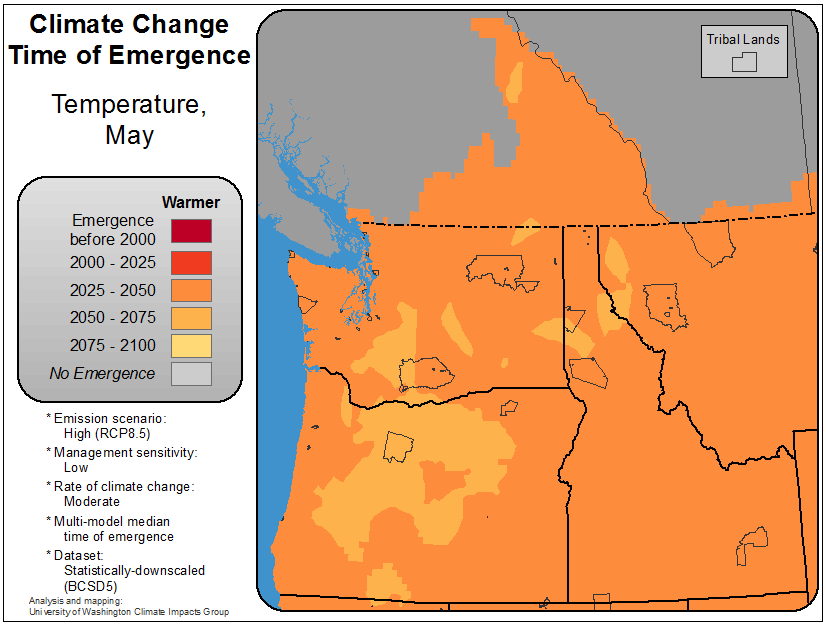 Climate Change
Time of Emergence
Temperature,
May
Warmer
Emergence
before 2000
2000 - 2025
2025 - 2050
2050 - 2075
2075 - 2100
No Emergence
* Emission scenario:
High (RCP8.5)
* Management sensitivity:
Low
* Rate of climate change:
Moderate
* Multi-model median
time of emergence
* Dataset:
Statistically-downscaled
(BCSD5)
Analysis and mapping:
University of Washington Climate Impacts Group
Tribal Lands